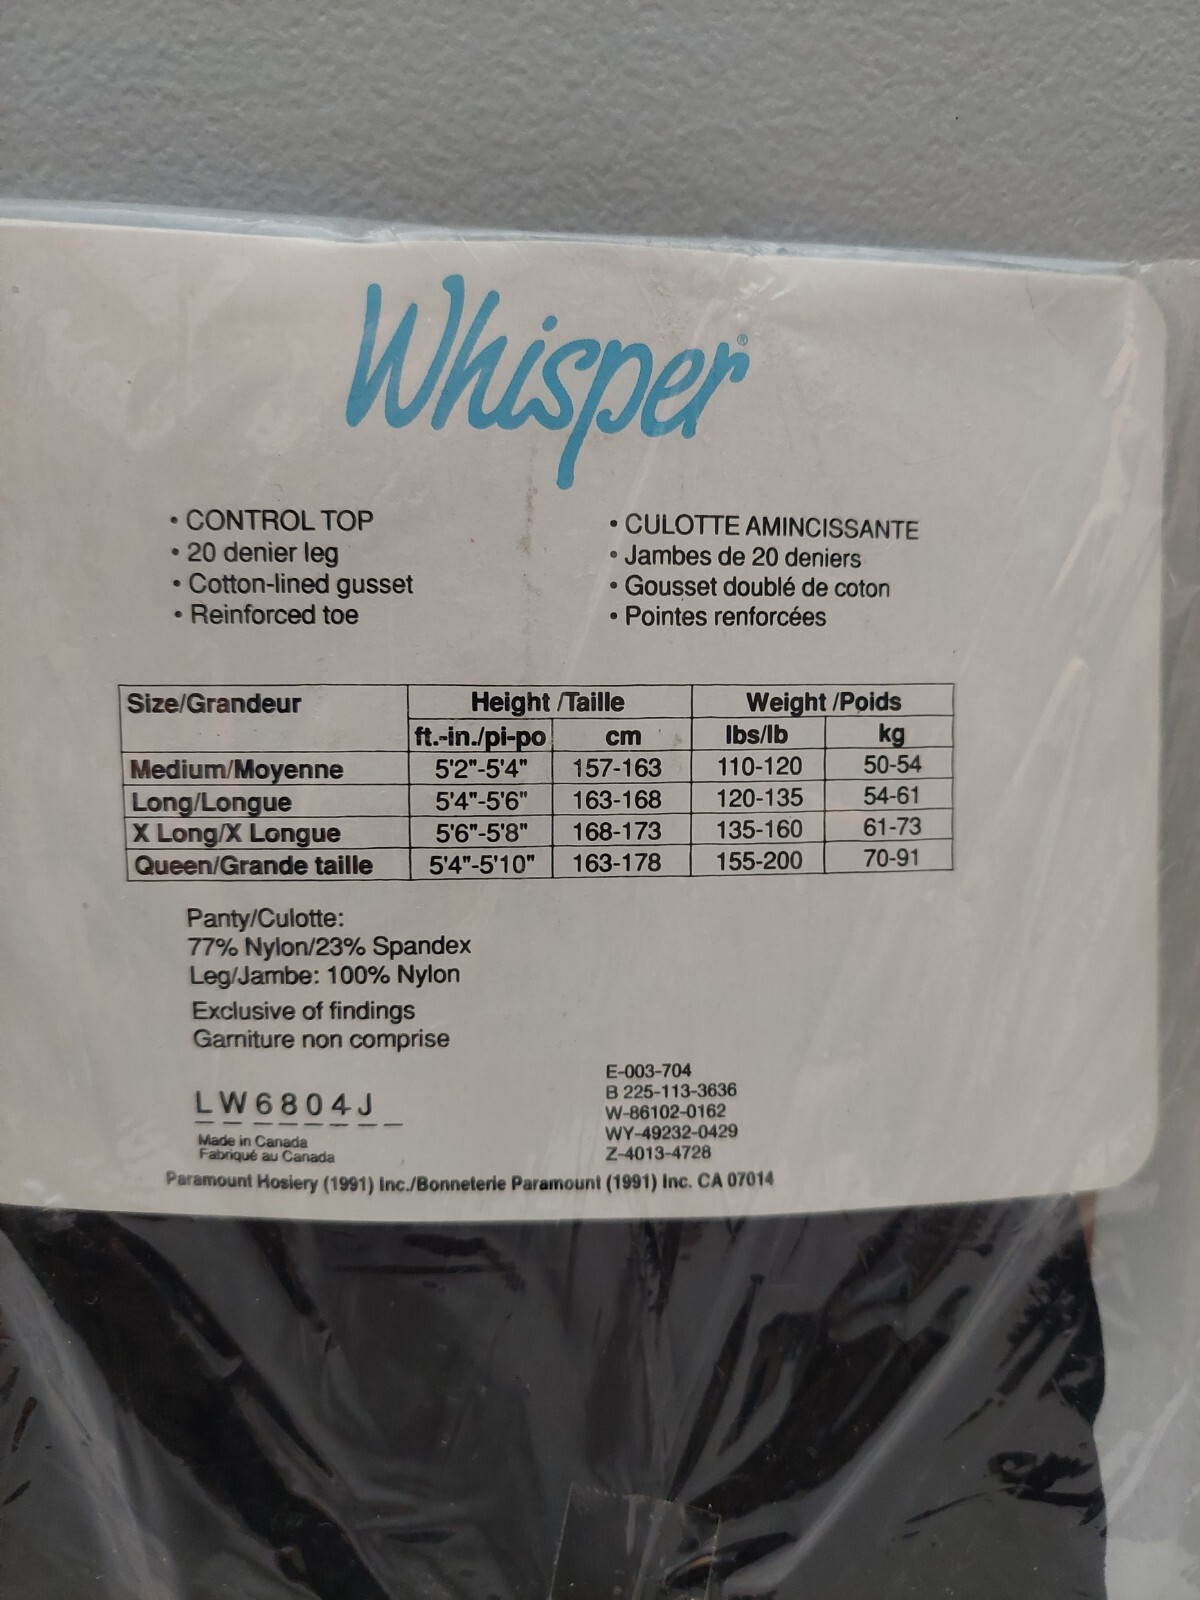 Whisper®
• CONTROL TOP
• 20 denier leg
• Cotton-lined gusset
• Reinforced toe
• CULOTTE AMINCISSANTE
• Jambes de 20 deniers
• Gousset doublé de coton
• Pointes renforcées
Size/Grandeur Height /Taille Weight /Poids
ft.-in./pi-po cm lbs/lb kg
Medium/Moyenne 5'2"-5'4" 157-163 110-120 50-54
Long/Longue 5'4"-5'6" 163-168 120-135 54-61
X Long/X Longue 5'6"-5'8" 168-173 135-160 61-73
Queen/Grande taille 5'4"-5'10" 163-178 155-200 70-91
Panty/Culotte:
77% Nylon/23% Spandex
Leg/Jambe: 100% Nylon
Exclusive of findings
Garniture non comprise
LW6804J
Made in Canada
Fabriqué au Canada
E-003-704
B 225-113-3636
W-86102-0162
WY-49232-0429
Z-4013-4728
Paramount Hosiery (1991) Inc./Bonneterie Paramount (1991) Inc. CA 07014